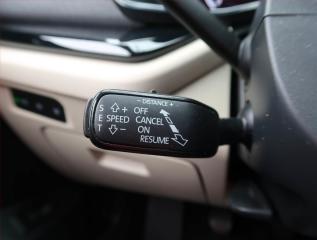 - DISTANCE +
S ⇧+ OFF
E SPEED CANCEL
T ⇩- ON
RESUME